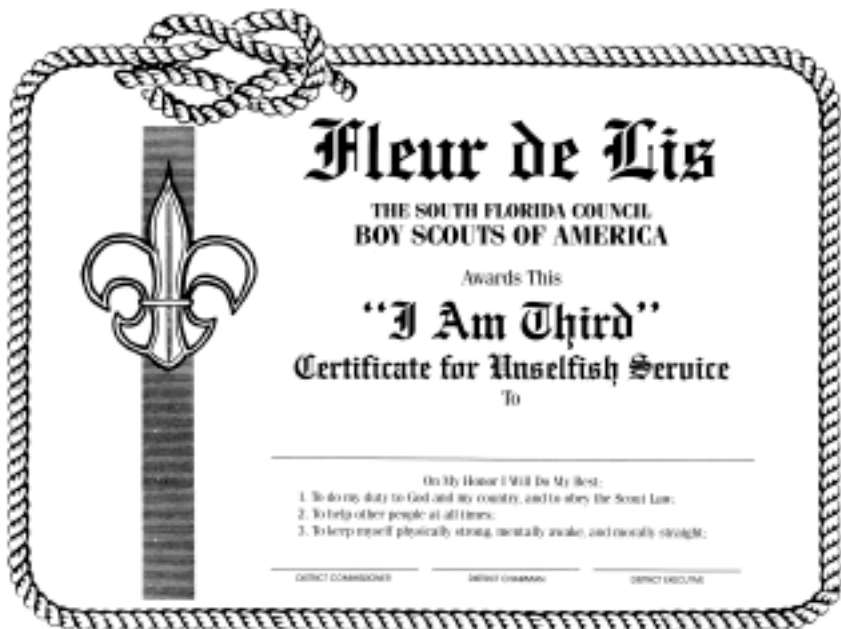 Fleur de Lis
THE SOUTH FLORIDA COUNCIL
BOY SCOUTS OF AMERICA
Awards This
“I Am Third”
Certificate for Unselfish Service
To
On My Honor I Will Do My Best:
1. To do my duty to God and my country, and to obey the Scout Law;
2. To help other people at all times;
3. To keep myself physically strong, mentally awake, and morally straight;
DISTRICT COMMISSIONER DISTRICT CHAIRMAN DISTRICT EXECUTIVE